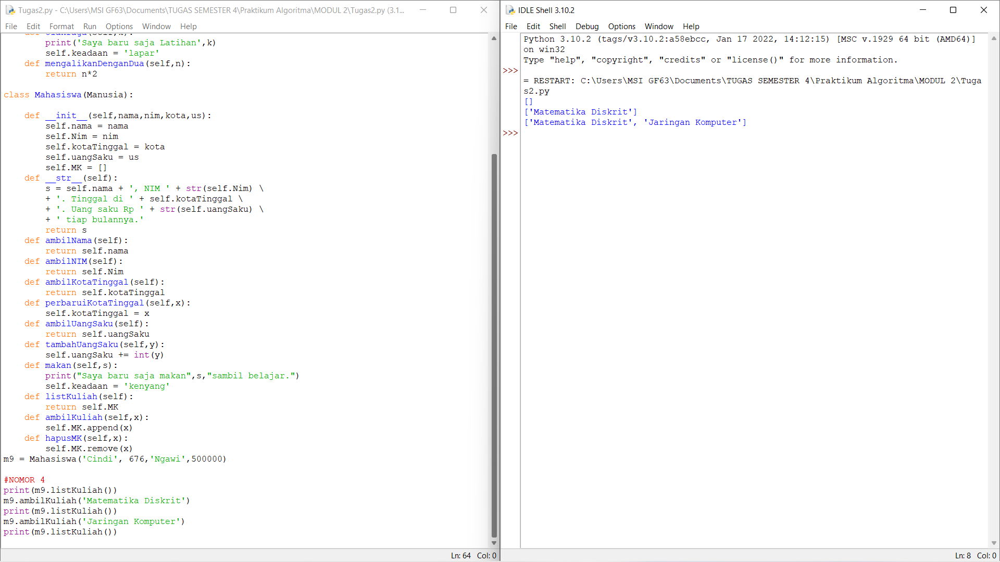 Tugas2.py - C:\Users\MSI GF63\Documents\TUGAS SEMESTER 4\Praktikum Algoritma\MODUL 2\Tugas2.py (3.1...
File Edit Format Run Options Window Help
        print('Saya baru saja Latihan',k)
        self.keadaan = 'lapar'
    def mengalikanDenganDua(self,n):
        return n*2
class Mahasiswa(Manusia):
    def __init__(self,nama,nim,kota,us):
        self.nama = nama
        self.Nim = nim
        self.kotaTinggal = kota
        self.uangSaku = us
        self.MK = []
    def __str__(self):
        s = self.nama + ', NIM ' + str(self.Nim) \
        + '. Tinggal di ' + self.kotaTinggal \
        + '. Uang saku Rp ' + str(self.uangSaku) \
        + ' tiap bulannya.'
        return s
    def ambilNama(self):
        return self.nama
    def ambilNIM(self):
        return self.Nim
    def ambilKotaTinggal(self):
        return self.kotaTinggal
    def perbaruiKotaTinggal(self,x):
        self.kotaTinggal = x
    def ambilUangSaku(self):
        return self.uangSaku
    def tambahUangSaku(self,y):
        self.uangSaku += int(y)
    def makan(self,s):
        print("Saya baru saja makan",s,"sambil belajar.")
        self.keadaan = 'kenyang'
    def listKuliah(self):
        return self.MK
    def ambilKuliah(self,x):
        self.MK.append(x)
    def hapusMK(self,x):
        self.MK.remove(x)
m9 = Mahasiswa('Cindi', 676,'Ngawi',500000)
#NOMOR 4
print(m9.listKuliah())
m9.ambilKuliah('Matematika Diskrit')
print(m9.listKuliah())
m9.ambilKuliah('Jaringan Komputer')
print(m9.listKuliah())
Ln: 64 Col: 0
IDLE Shell 3.10.2
File Edit Shell Debug Options Window Help
Python 3.10.2 (tags/v3.10.2:a58ebcc, Jan 17 2022, 14:12:15) [MSC v.1929 64 bit (AMD64)]
on win32
Type "help", "copyright", "credits" or "license()" for more information.
>>>
= RESTART: C:\Users\MSI GF63\Documents\TUGAS SEMESTER 4\Praktikum Algoritma\MODUL 2\Tuga
s2.py
[]
['Matematika Diskrit']
['Matematika Diskrit', 'Jaringan Komputer']
>>>
Ln: 8 Col: 0